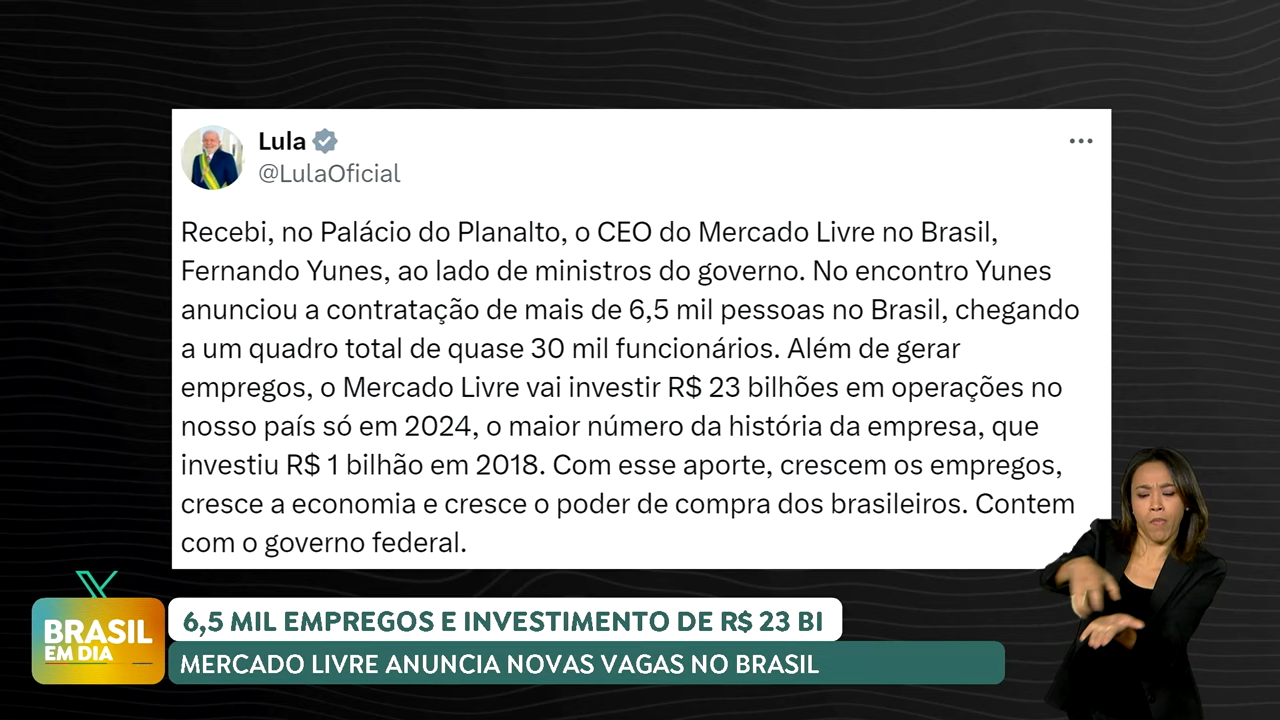 Lula
@LulaOficial
Recebi, no Palácio do Planalto, o CEO do Mercado Livre no Brasil,
Fernando Yunes, ao lado de ministros do governo. No encontro Yunes
anunciou a contratação de mais de 6,5 mil pessoas no Brasil, chegando
a um quadro total de quase 30 mil funcionários. Além de gerar
empregos, o Mercado Livre vai investir R$ 23 bilhões em operações no
nosso país só em 2024, o maior número da história da empresa, que
investiu R$ 1 bilhão em 2018. Com esse aporte, crescem os empregos,
cresce a economia e cresce o poder de compra dos brasileiros. Contem
com o governo federal.
BRASIL
EM DIA
6,5 MIL EMPREGOS E INVESTIMENTO DE R$ 23 BI
MERCADO LIVRE ANUNCIA NOVAS VAGAS NO BRASIL